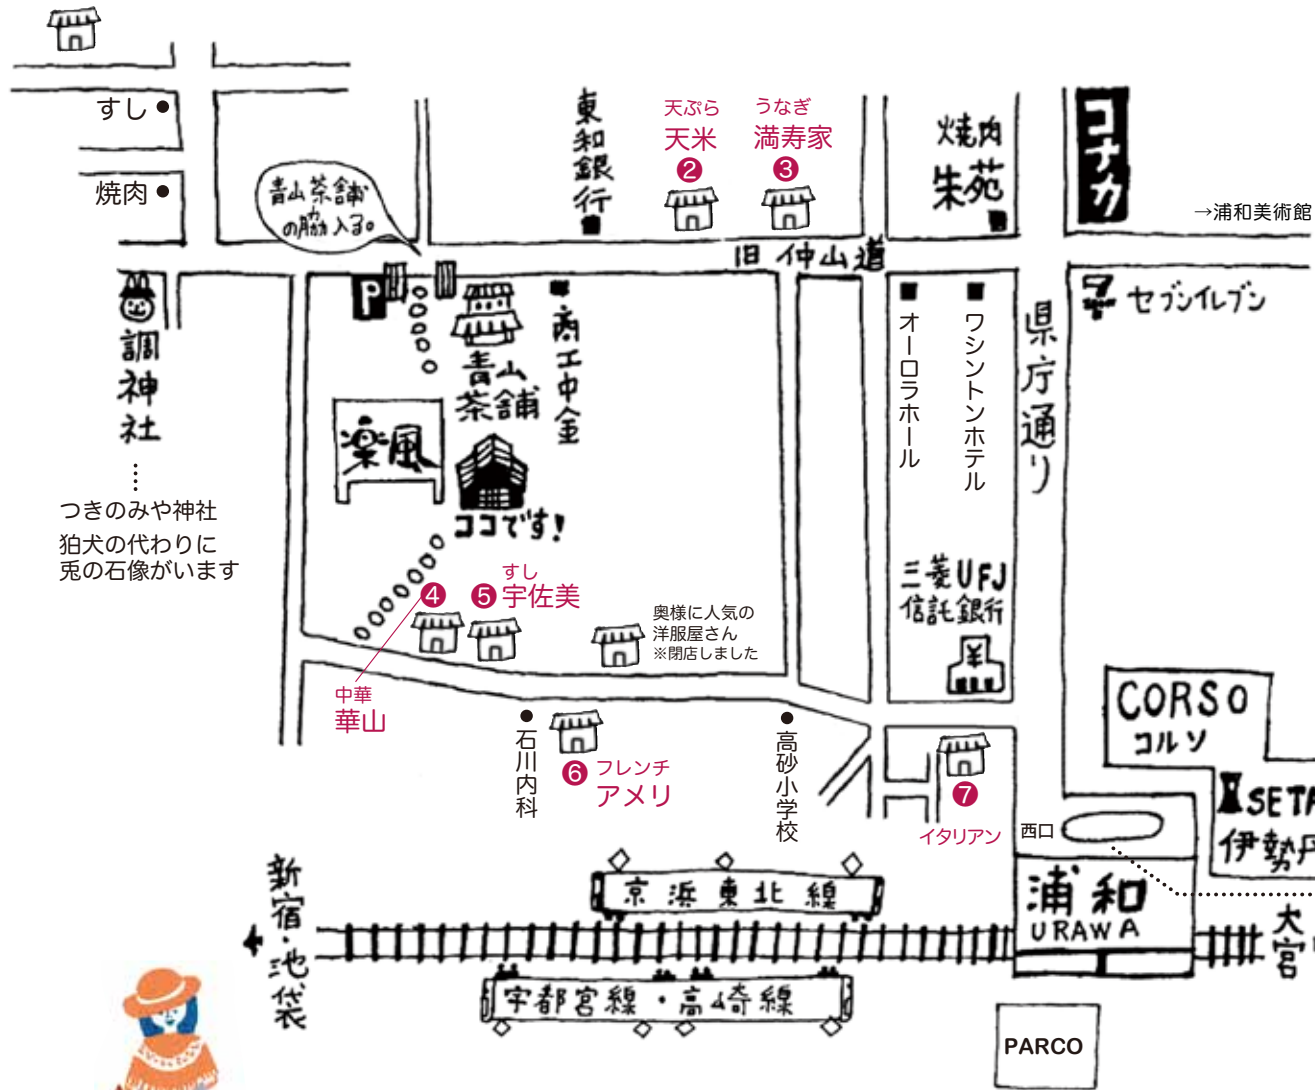 すし
焼肉
青山茶舗
の脇入る。
東和銀行
天ぷら
天米
2
うなぎ
満寿家
3
焼肉
朱苑
コナカ
→浦和美術館
旧 仲山道
P
調神社
つきのみや神社
狛犬の代わりに
兎の石像がいます
青山
茶舗
商工中金
楽風
ココです!
オーロラホール
ワシントンホテル
県庁通り
セブンイレブン
三菱UFJ
信託銀行
¥
4
中華
華山
5
すし
宇佐美
奥様に人気の
洋服屋さん
※閉店しました
石川内科
6
フレンチ
アメリ
高砂小学校
7
イタリアン
西口
CORSO
コルソ
伊勢丹
浦和
URAWA
大宮
新宿・池袋
京浜東北線
宇都宮線・高崎線
PARCO